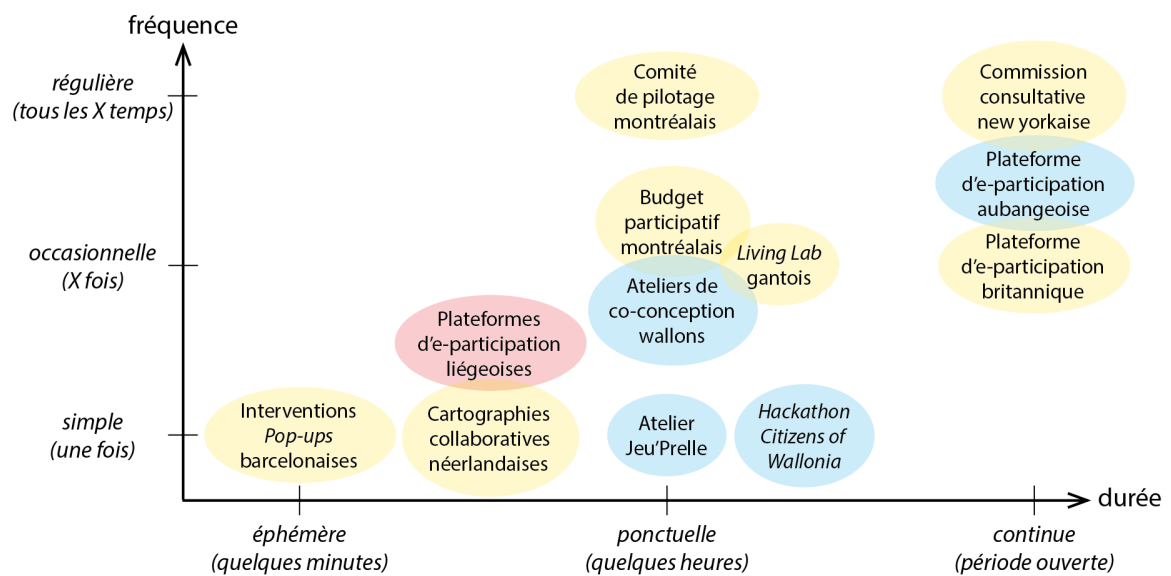 fréquence
régulière
(tous les X temps)
Comité
de pilotage
montréalais
Commission
consultative
new yorkaise
Plateforme
d'e-participation
aubangeoise
Budget
participatif
montréalais
occasionnelle
(X fois)
Living Lab
gantois
Plateforme
d'e-participation
britannique
Ateliers de
co-conception
wallons
Plateformes
d'e-participation
liégeoises
simple
(une fois)
Interventions
Pop-ups
barcelonaises
Cartographies
collaboratives
néerlandaises
Atelier
Jeu'Prelle
Hackathon
Citizens of
Wallonia
durée
éphémère
(quelques minutes)
ponctuelle
(quelques heures)
continue
(période ouverte)